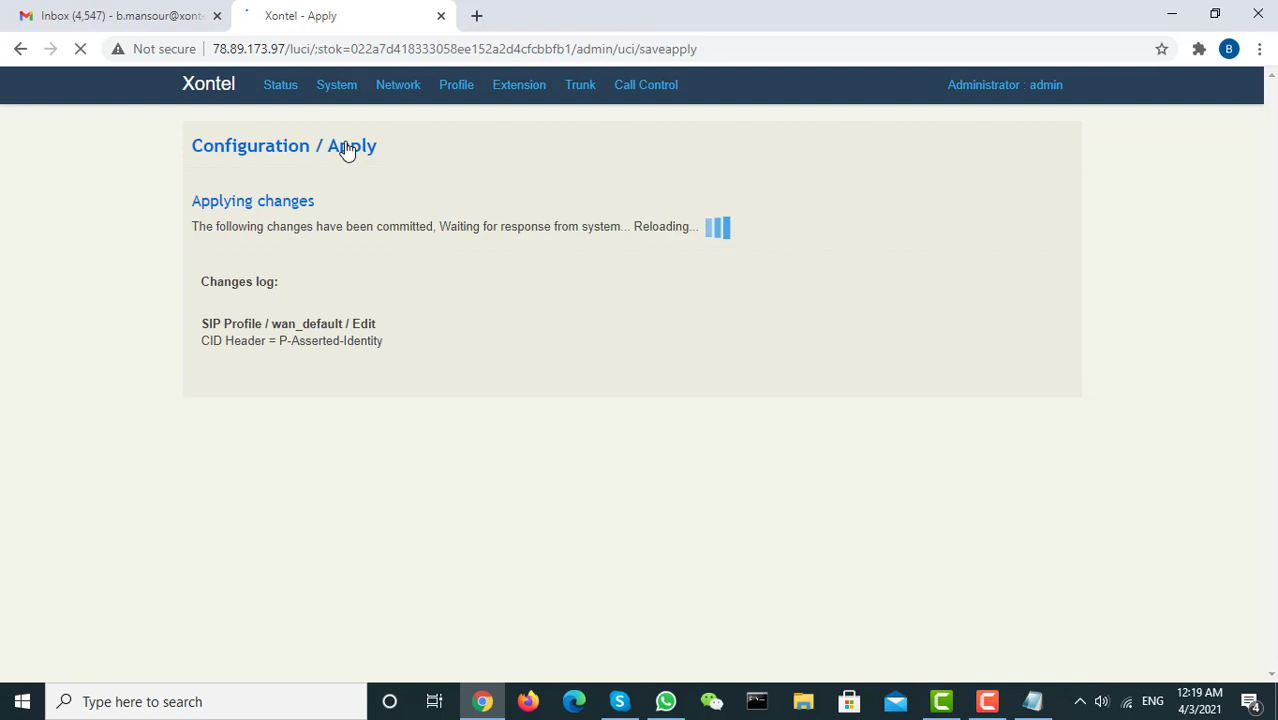 Inbox (4,547) - b.mansour@xont
Xontel - Apply
Not secure
78.89.173.97/luci/;stok=022a7d418333058ee152a2d4cfcbbfb1/admin/uci/saveapply
B
Xontel
Status
System
Network
Profile
Extension
Trunk
Call Control
Administrator : admin
Configuration / Apply
Applying changes
The following changes have been committed, Waiting for response from system... Reloading...
Changes log:
SIP Profile / wan_default / Edit
CID Header = P-Asserted-Identity
Type here to search
ENG
12:19 AM
4/3/2021
4